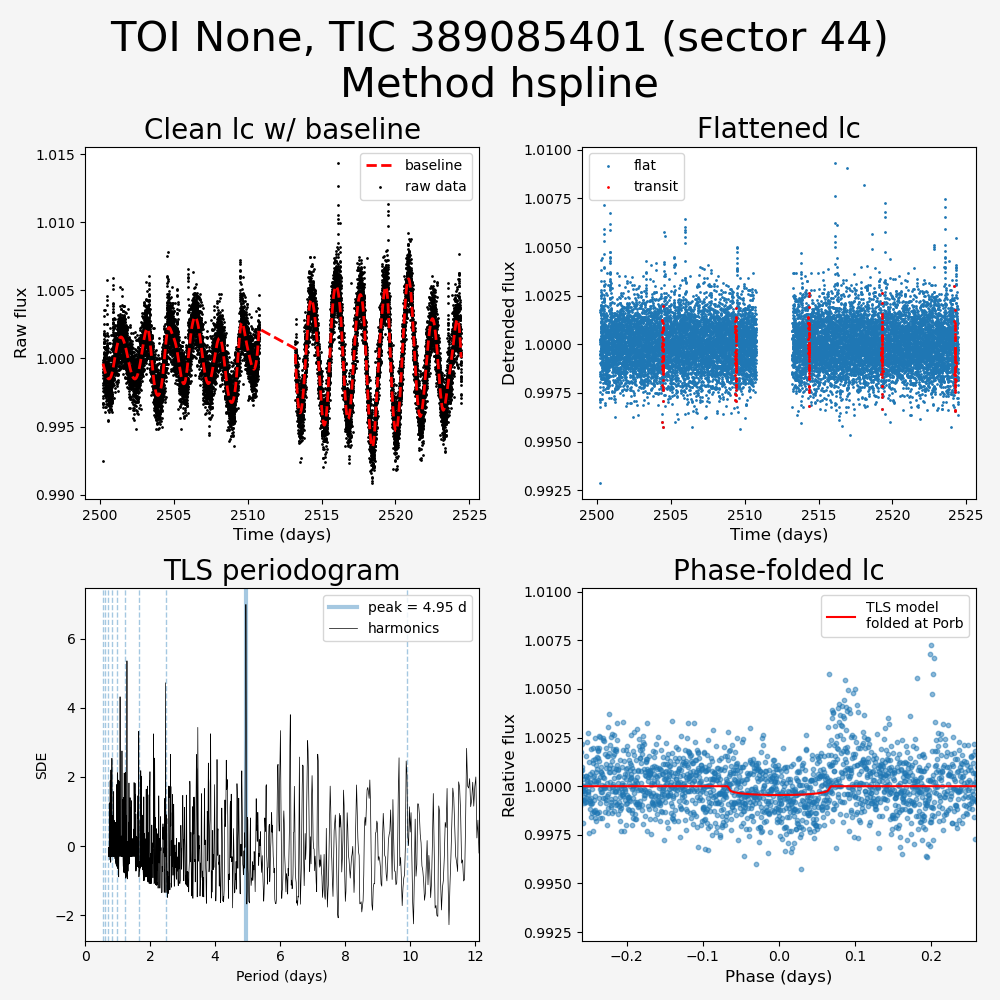 TOI None, TIC 389085401 (sector 44)
Method hspline
Clean lc w/ baseline
1.015
1.010
1.005
1.000
0.995
0.990
Raw flux
baseline
raw data
2500
2505
2510
2515
2520
2525
Time (days)
Flattened lc
1.0100
1.0075
1.0050
1.0025
1.0000
0.9975
0.9950
0.9925
Detrended flux
flat
transit
2500
2505
2510
2515
2520
2525
Time (days)
TLS periodogram
6
4
2
0
−2
SDE
peak = 4.95 d
harmonics
0
2
4
6
8
10
12
Period (days)
Phase-folded lc
1.0100
1.0075
1.0050
1.0025
1.0000
0.9975
0.9950
0.9925
Relative flux
TLS model
folded at Porb
−0.2
−0.1
0.0
0.1
0.2
Phase (days)